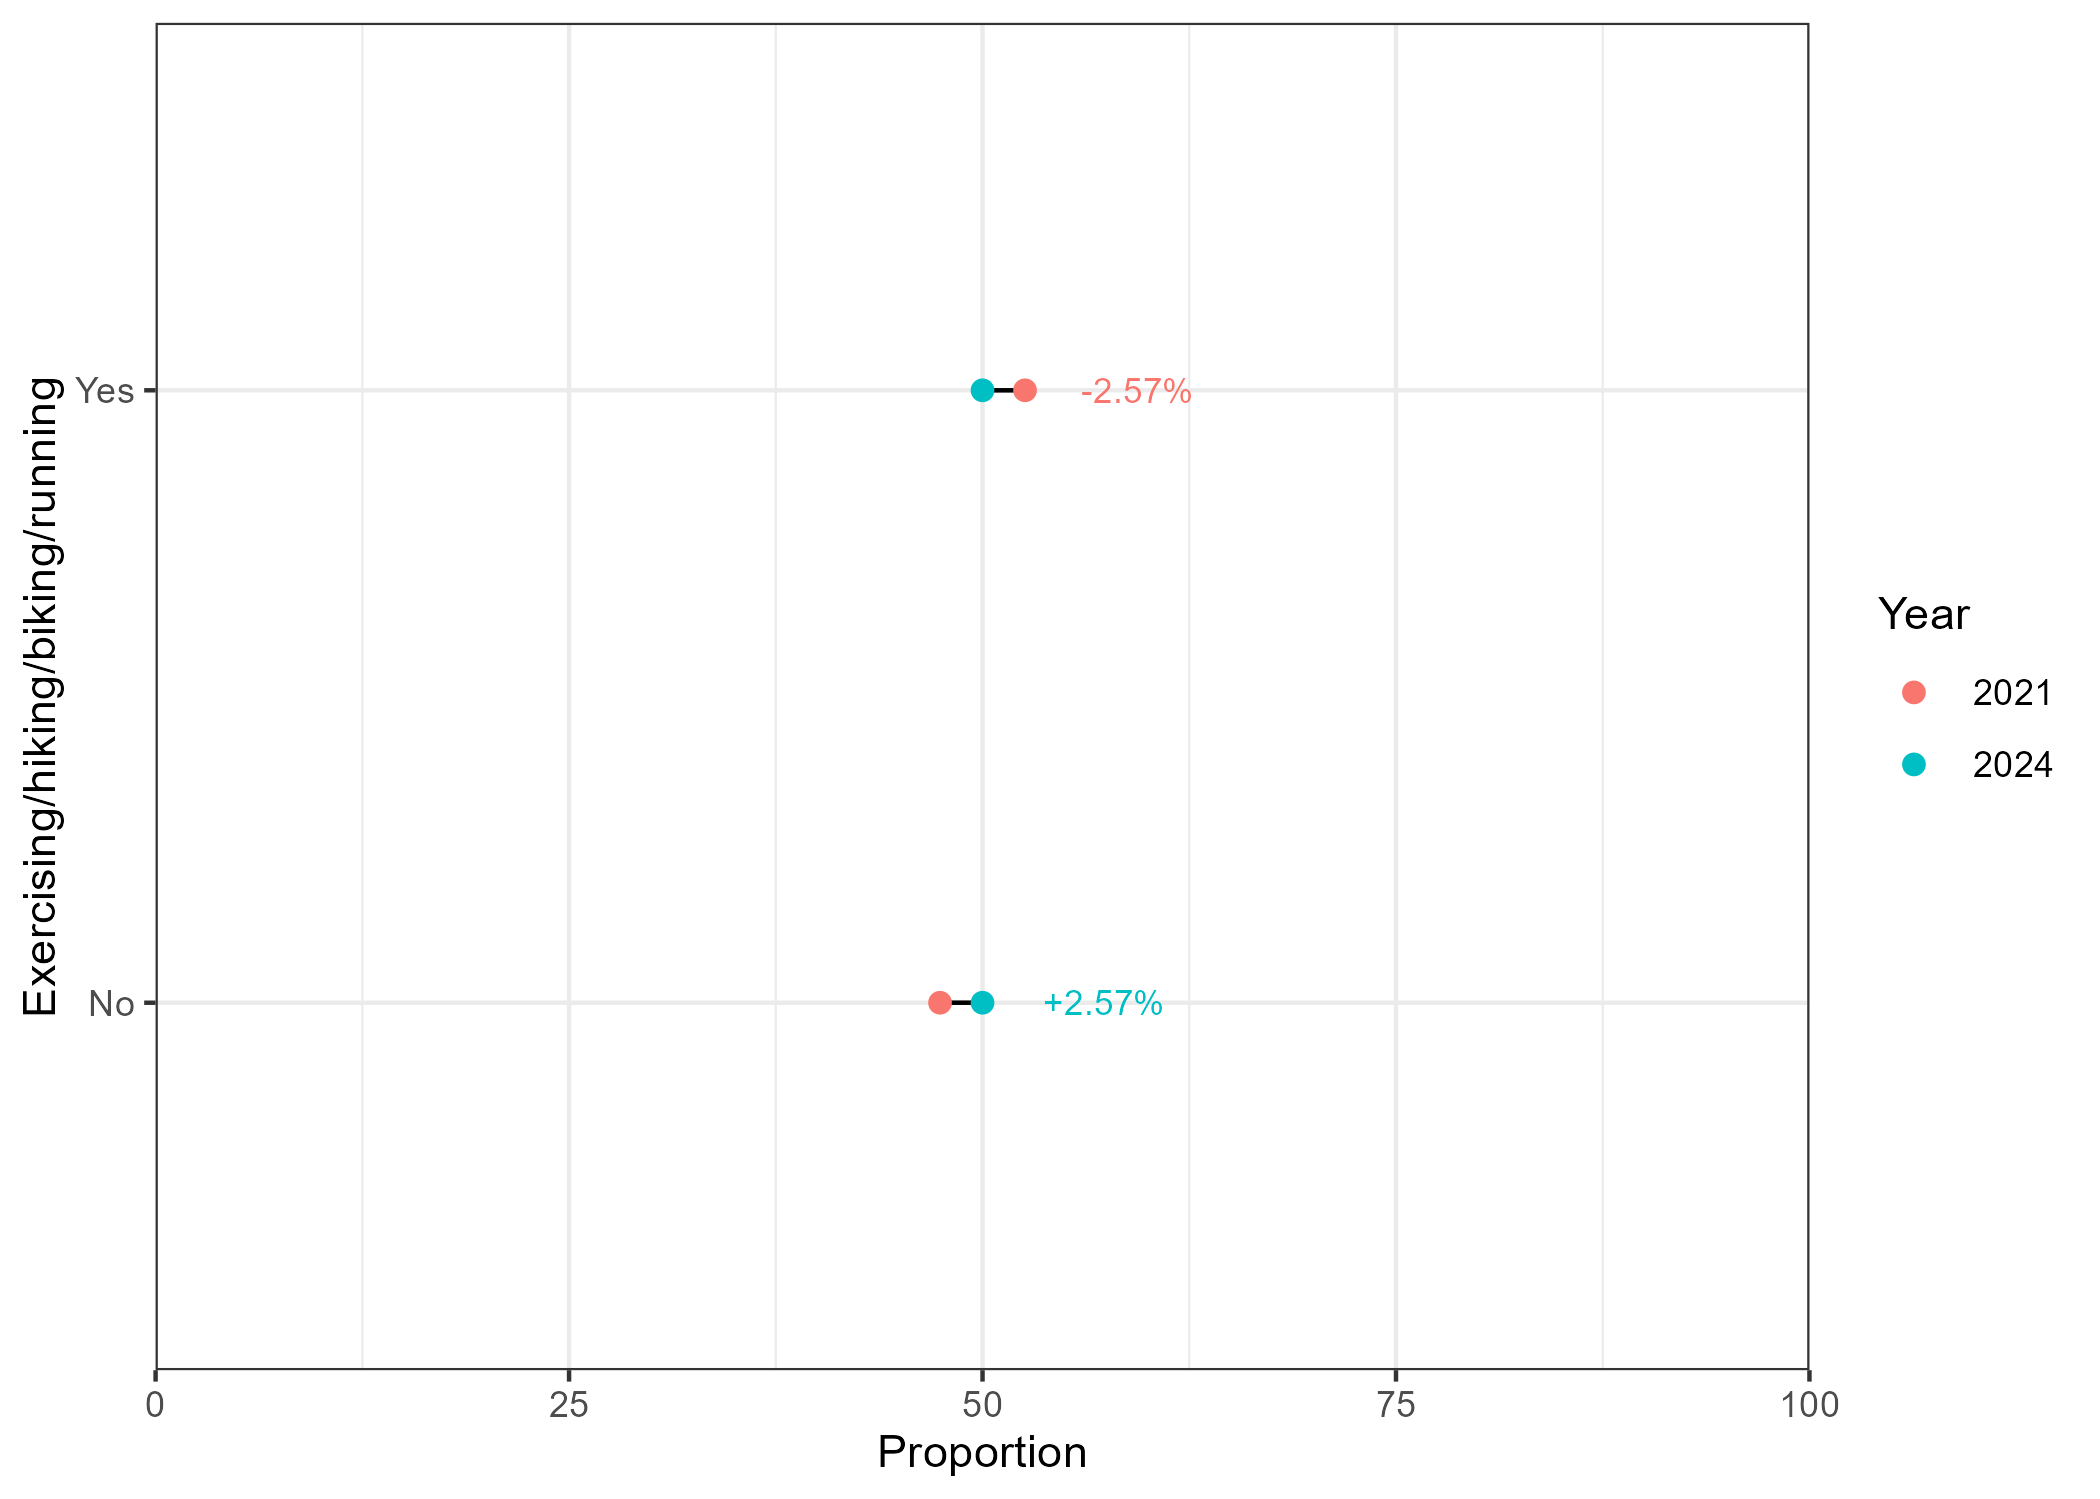 Exercising/hiking/biking/running
Yes
-2.57%
No
+2.57%
0 25 50 75 100
Proportion
Year
2021
2024